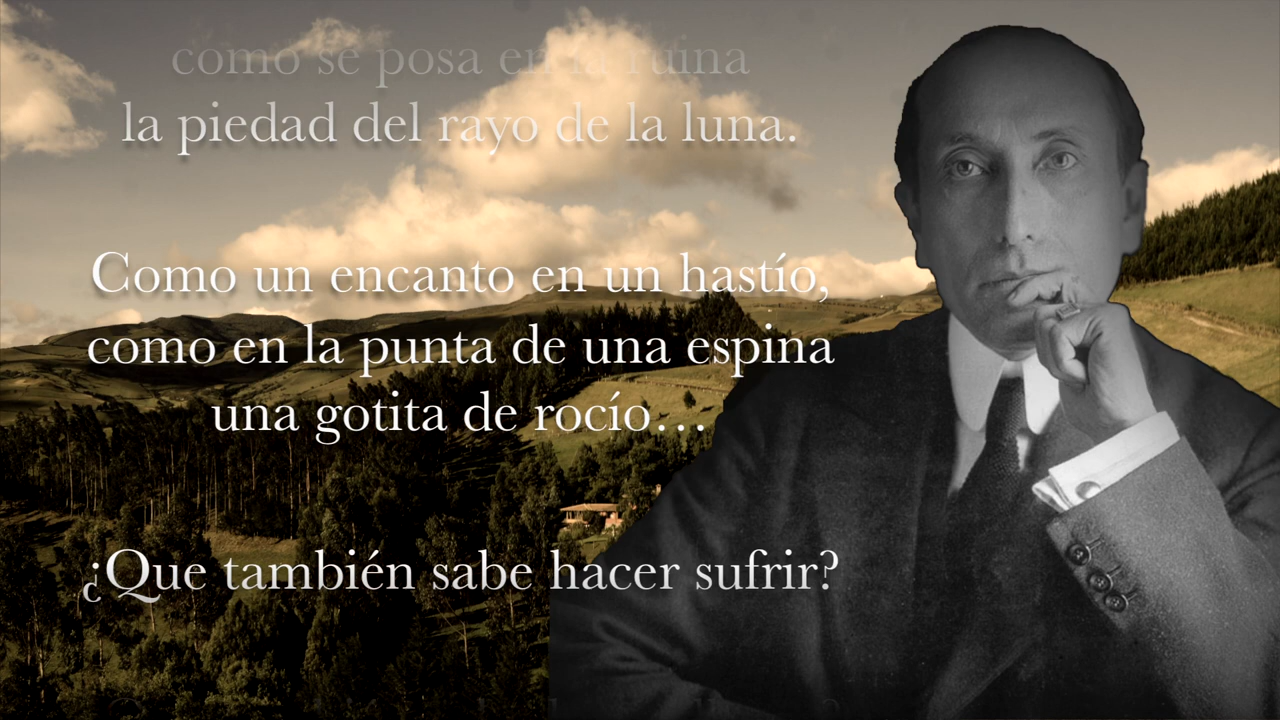 como se posa en la ruina
la piedad del rayo de la luna.
Como un encanto en un hastío,
como en la punta de una espina
una gotita de rocío...
¿Que también sabe hacer sufrir?